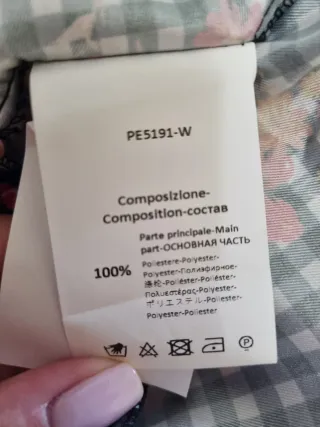 PE5191-W
Composizione-
Composition-состав
Parte principale-Main
part-ОСНОВНАЯ ЧАСТЬ
100%
Poliestere-Polyester-
Polyester-Полиэфирное-
涤纶-Poliéster-Poliéster-
Πολυεστέρας-Polyester-
ポリエステル-Poliester-
Polyester-Poliester
P